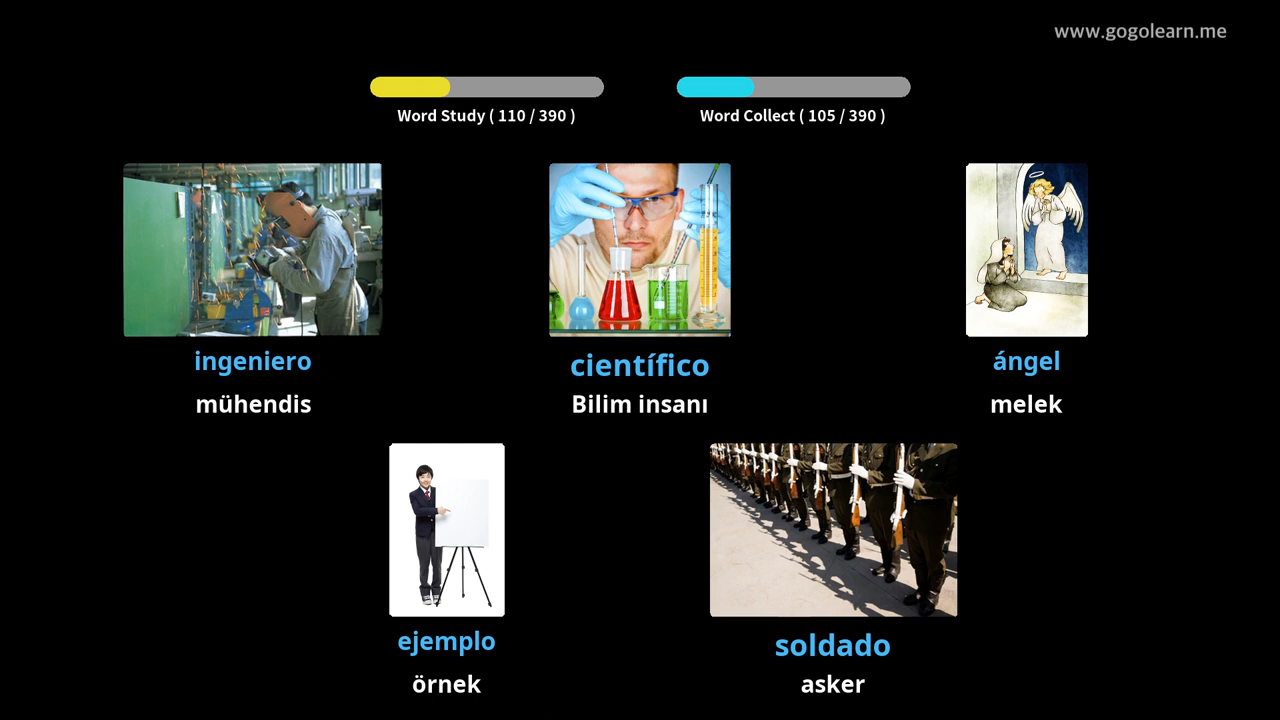 www.gogolearn.me
Word Study ( 110 / 390 )
Word Collect ( 105 / 390 )
ingeniero
mühendis
científico
Bilim insanı
ángel
melek
ejemplo
örnek
soldado
asker